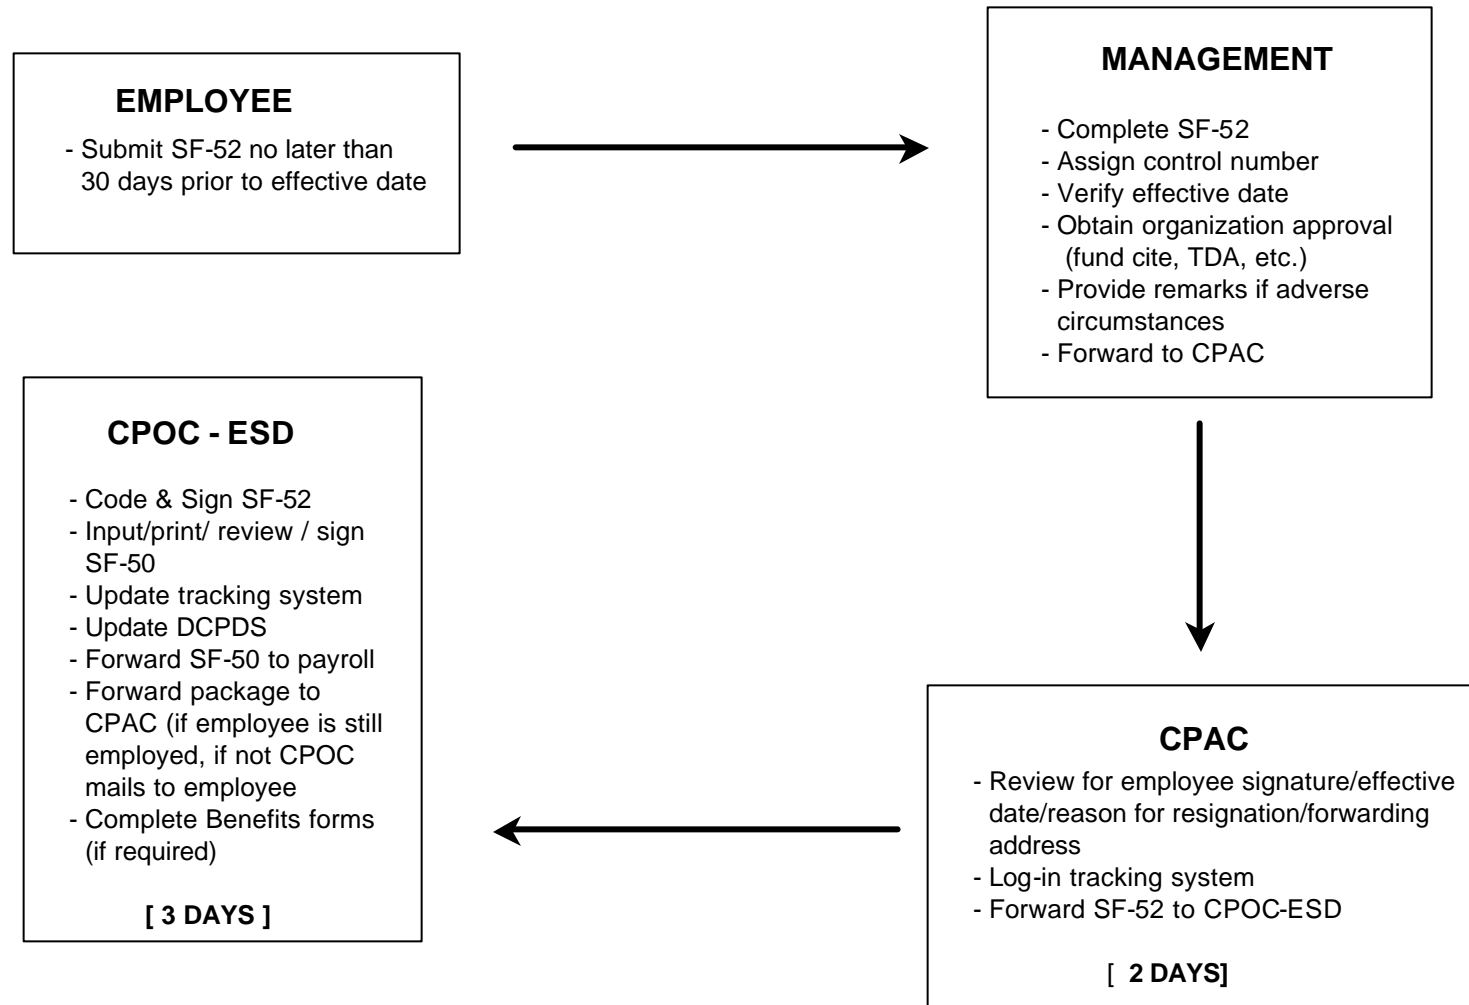 EMPLOYEE
- Submit SF-52 no later than
30 days prior to effective date
MANAGEMENT
- Complete SF-52
- Assign control number
- Verify effective date
- Obtain organization approval
(fund cite, TDA, etc.)
- Provide remarks if adverse
circumstances
- Forward to CPAC
CPAC
- Review for employee signature/effective
date/reason for resignation/forwarding
address
- Log-in tracking system
- Forward SF-52 to CPOC-ESD
[ 2 DAYS]
CPOC - ESD
- Code & Sign SF-52
- Input/print/ review / sign
SF-50
- Update tracking system
- Update DCPDS
- Forward SF-50 to payroll
- Forward package to
CPAC (if employee is still
employed, if not CPOC
mails to employee
- Complete Benefits forms
(if required)
[ 3 DAYS ]